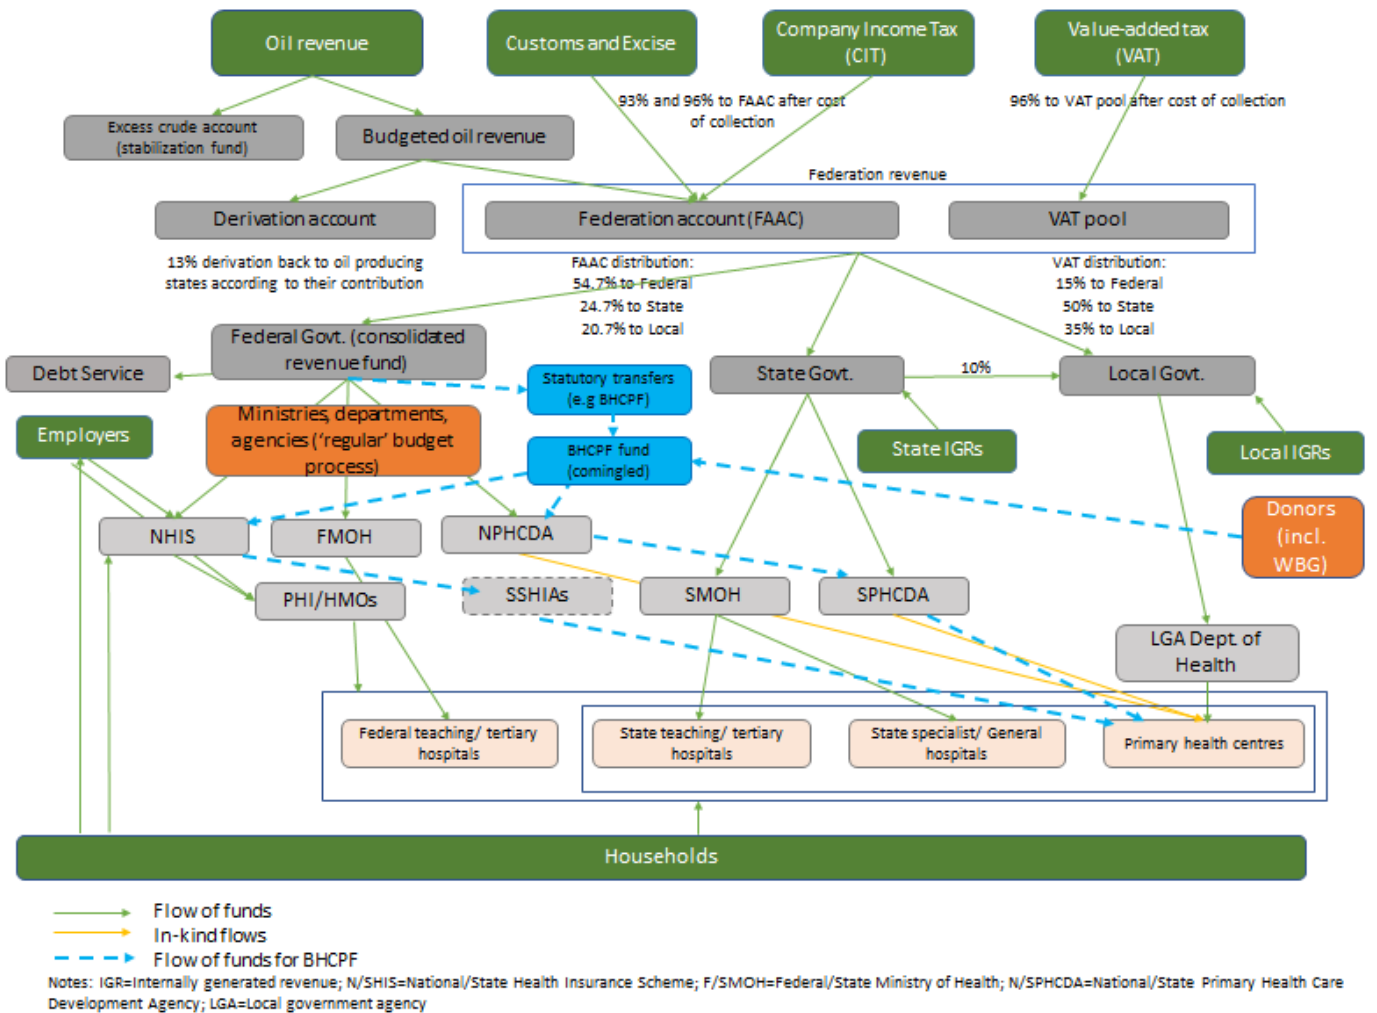 Oil revenue
Customs and Excise
Company Income Tax
(CIT)
Value-added tax
(VAT)
93% and 96% to FAAC after cost
of collection
96% to VAT pool after cost of collection
Excess crude account
(stabilization fund)
Budgeted oil revenue
Federation revenue
Derivation account
Federation account (FAAC)
VAT pool
13% derivation back to oil producing
states according to their contribution
FAAC distribution:
54.7% to Federal
24.7% to State
20.7% to Local
VAT distribution:
15% to Federal
50% to State
35% to Local
Federal Govt. (consolidated
revenue fund)
Debt Service
Statutory transfers
(e.g BHCPF)
State Govt.
10%
Local Govt.
Employers
Ministries, departments,
agencies ('regular' budget
process)
BHCPF fund
(comingled)
State IGRs
Local IGRs
Donors
(incl.
WBG)
NHIS
FMOH
NPHCDA
PHI/HMOs
SSHIAs
SMOH
SPHCDA
LGA Dept. of
Health
Federal teaching/ tertiary
hospitals
State teaching/ tertiary
hospitals
State specialist/ General
hospitals
Primary health centres
Households
Flow of funds
In-kind flows
Flow of funds for BHCPF
Notes: IGR=Internally generated revenue; N/SHIS=National/State Health Insurance Scheme; F/SMOH=Federal/State Ministry of Health; N/SPHCDA=National/State Primary Health Care
Development Agency; LGA=Local government agency